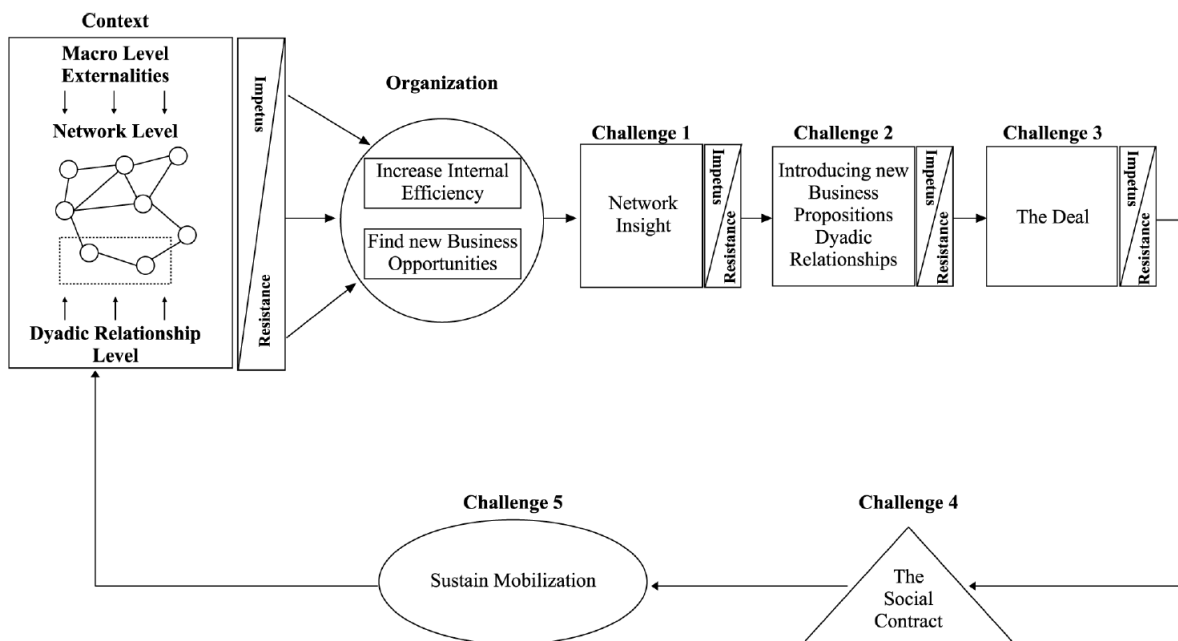 Context
Macro Level
Externalities
Network Level
Dyadic Relationship
Level
Impetus
Resistance
Organization
Increase Internal
Efficiency
Find new Business
Opportunities
Challenge 1
Network
Insight
Impetus
Resistance
Challenge 2
Introducing new
Business
Propositions
Dyadic
Relationships
Impetus
Resistance
Challenge 3
The Deal
Impetus
Resistance
Challenge 4
The
Social
Contract
Challenge 5
Sustain Mobilization